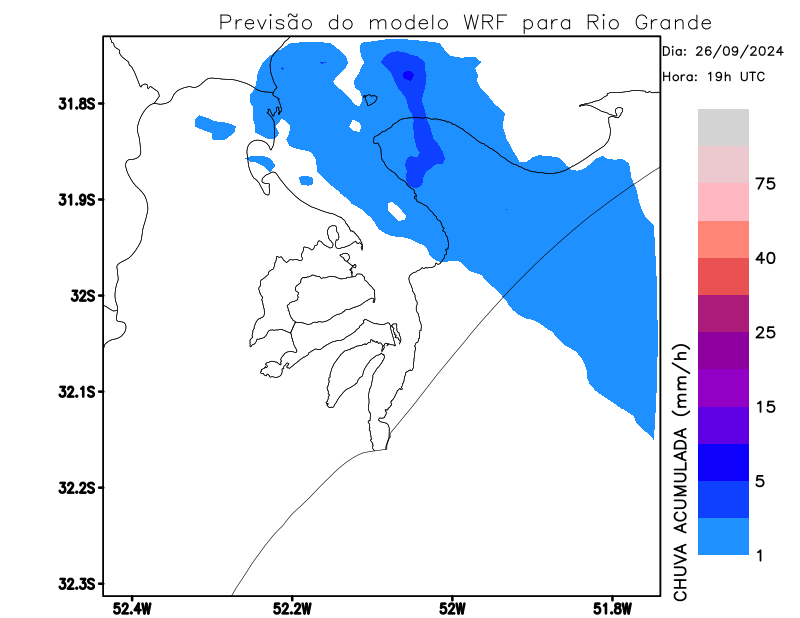 Previsão do modelo WRF para Rio Grande
Dia: 26/09/2024
Hora: 19h UTC
31.8S
31.9S
32S
32.1S
32.2S
32.3S
52.4W
52.2W
52W
51.8W
75
40
25
15
5
1
CHUVA ACUMULADA (mm/h)